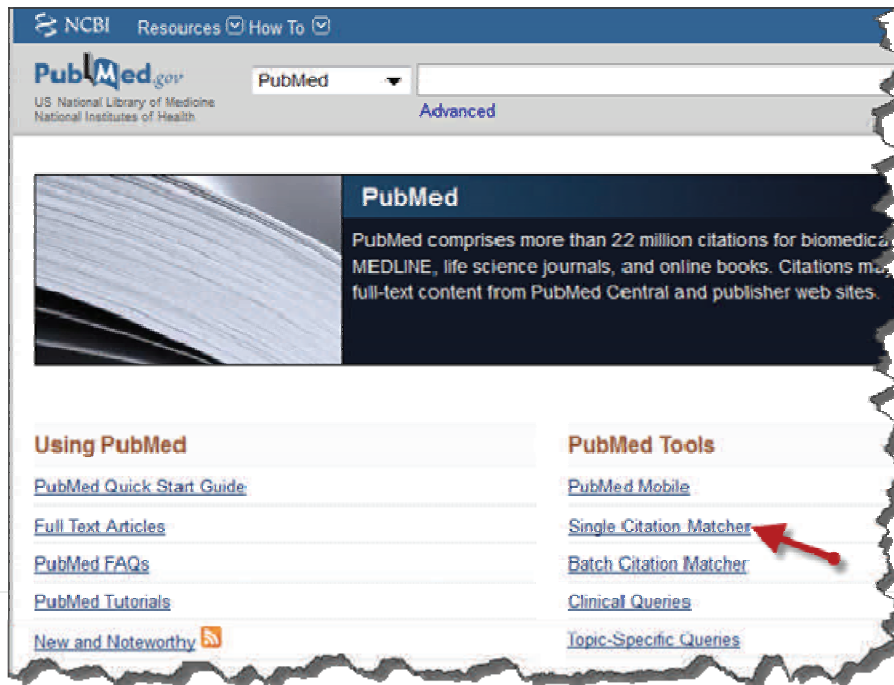 NCBI Resources How To
PubMed.gov
US National Library of Medicine
National Institutes of Health
PubMed
Advanced
PubMed
PubMed comprises more than 22 million citations for
MEDLINE, life science journals, and online books. Citations
full-text content from PubMed Central and publisher web sites.
Using PubMed
PubMed Quick Start Guide
Full Text Articles
PubMed FAQs
PubMed Tutorials
New and Noteworthy
PubMed Tools
PubMed Mobile
Single Citation Matcher
Batch Citation Matcher
Clinical Queries
Topic-Specific Queries